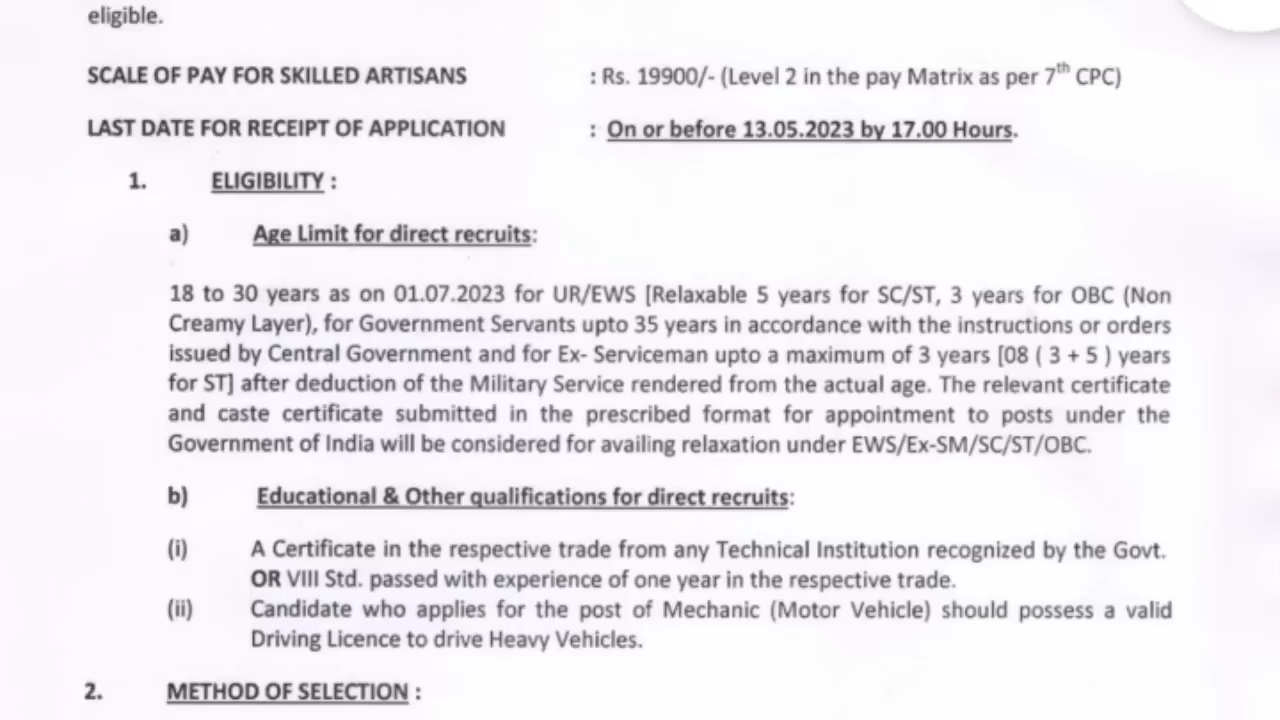 eligible.
SCALE OF PAY FOR SKILLED ARTISANS : Rs. 19900/- (Level 2 in the pay Matrix as per 7th CPC)
LAST DATE FOR RECEIPT OF APPLICATION : On or before 13.05.2023 by 17.00 Hours.
1. ELIGIBILITY :
a) Age Limit for direct recruits:
18 to 30 years as on 01.07.2023 for UR/EWS [Relaxable 5 years for SC/ST, 3 years for OBC (Non
Creamy Layer), for Government Servants upto 35 years in accordance with the instructions or orders
issued by Central Government and for Ex- Serviceman upto a maximum of 3 years [08 ( 3 + 5 ) years
for ST] after deduction of the Military Service rendered from the actual age. The relevant certificate
and caste certificate submitted in the prescribed format for appointment to posts under the
Government of India will be considered for availing relaxation under EWS/Ex-SM/SC/ST/OBC.
b) Educational & Other qualifications for direct recruits:
(i) A Certificate in the respective trade from any Technical Institution recognized by the Govt.
OR VIII Std. passed with experience of one year in the respective trade.
(ii) Candidate who applies for the post of Mechanic (Motor Vehicle) should possess a valid
Driving Licence to drive Heavy Vehicles.
2. METHOD OF SELECTION :